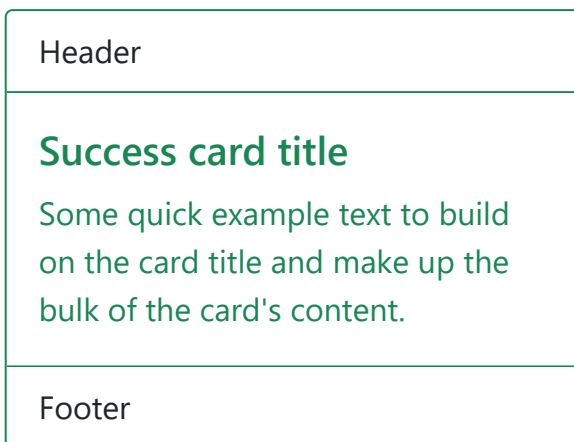 Header
Success card title
Some quick example text to build
on the card title and make up the
bulk of the card's content.
Footer